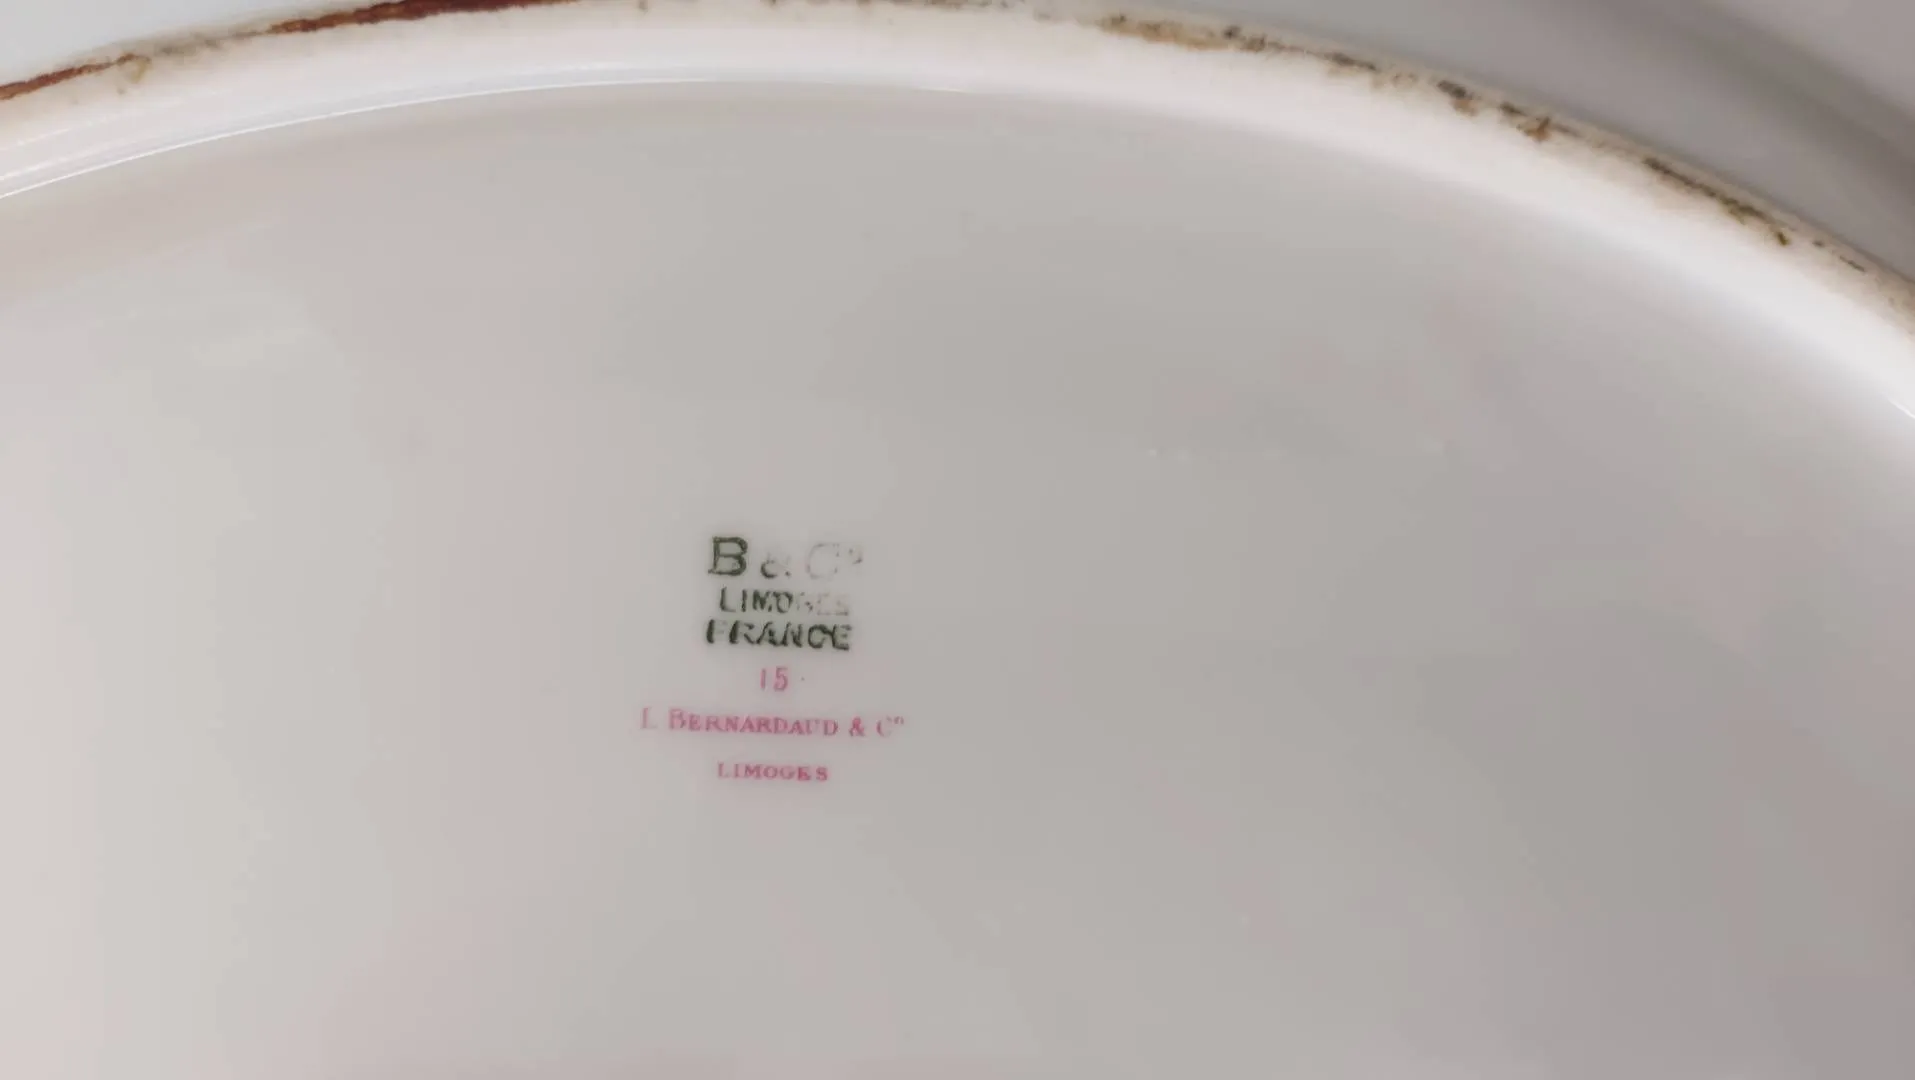 B & Cº
LIMOGES
FRANCE
15
L BERNARDAUD & Cº
LIMOGES